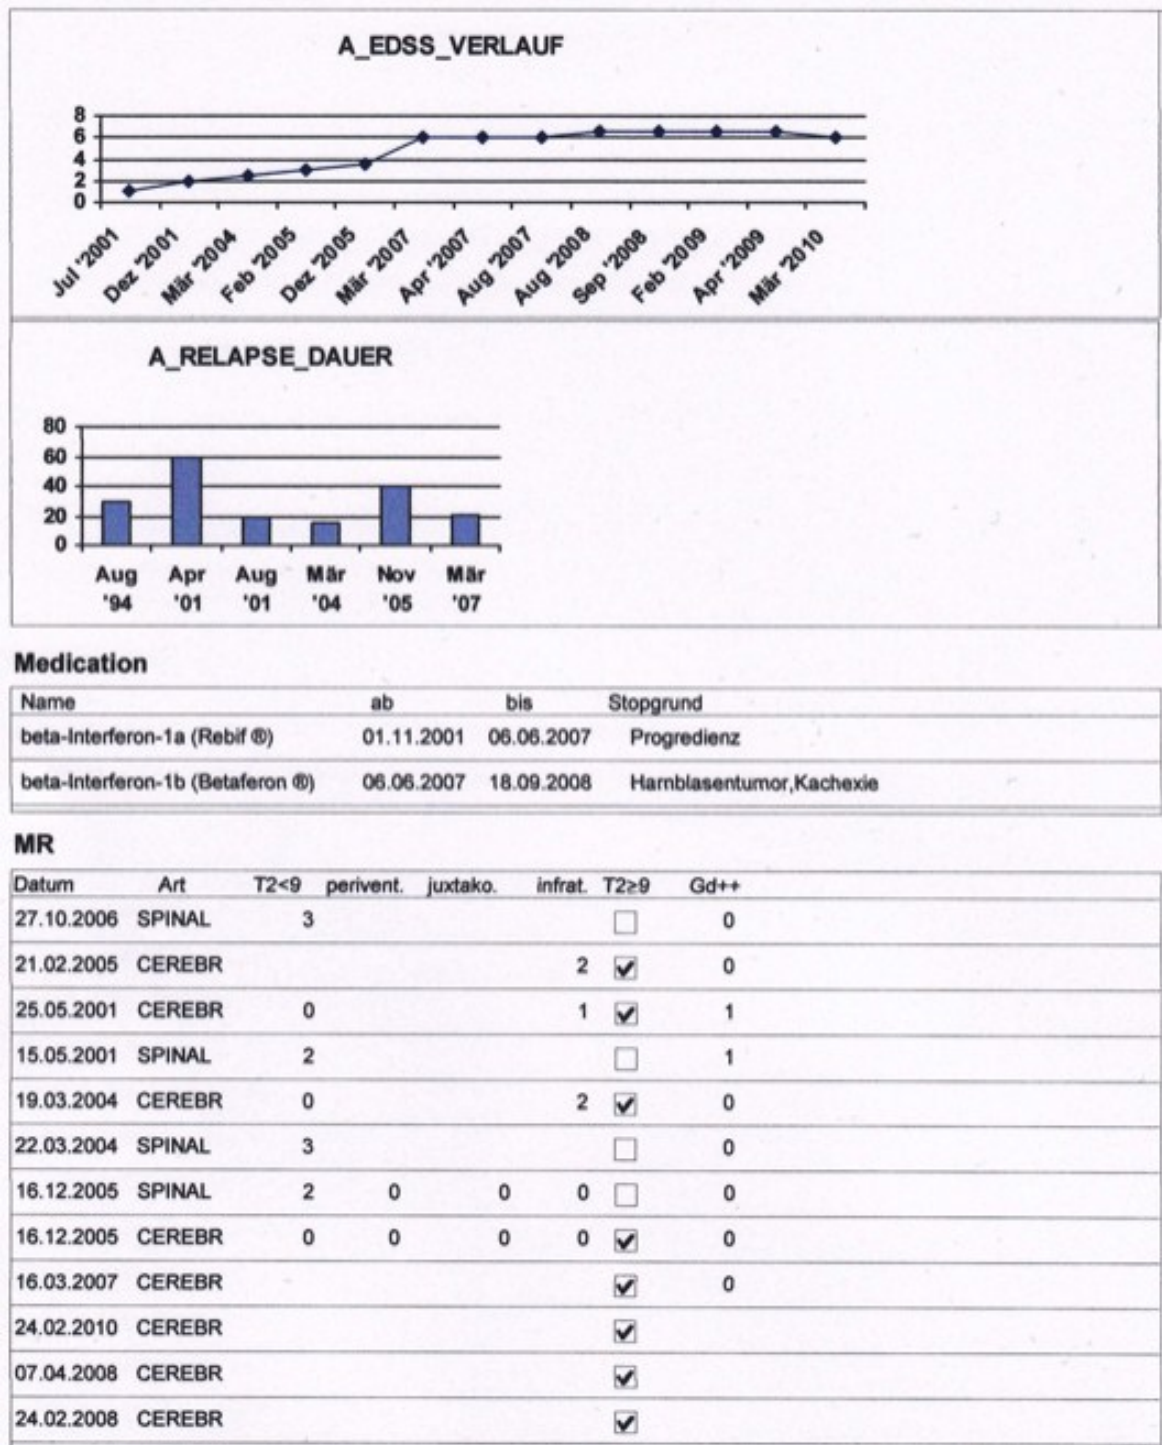 A_EDSS_VERLAUF
8
6
4
2
0
Jul '2001 Dez '2001 Mär '2004 Feb '2005 Dez '2005 Mär '2007 Apr '2007 Aug '2007 Aug '2008 Sep '2008 Feb '2009 Apr '2009 Mär '2010
A_RELAPSE_DAUER
80
60
40
20
0
Aug Apr Aug Mär Nov Mär
'94 '01 '01 '04 '05 '07
Medication
Name ab bis Stopgrund
beta-Interferon-1a (Rebif ®) 01.11.2001 06.06.2007 Progredienz
beta-Interferon-1b (Betaferon ®) 06.06.2007 18.09.2008 Harnblasentumor,Kachexie
MR
Datum Art T2<9 perivent. juxtako. infrat. T2≥9 Gd++
27.10.2006 SPINAL 3 0
21.02.2005 CEREBR 2 0
25.05.2001 CEREBR 0 1 1
15.05.2001 SPINAL 2 1
19.03.2004 CEREBR 0 2 0
22.03.2004 SPINAL 3 0
16.12.2005 SPINAL 2 0 0 0 0
16.12.2005 CEREBR 0 0 0 0 0
16.03.2007 CEREBR 0
24.02.2010 CEREBR
07.04.2008 CEREBR
24.02.2008 CEREBR